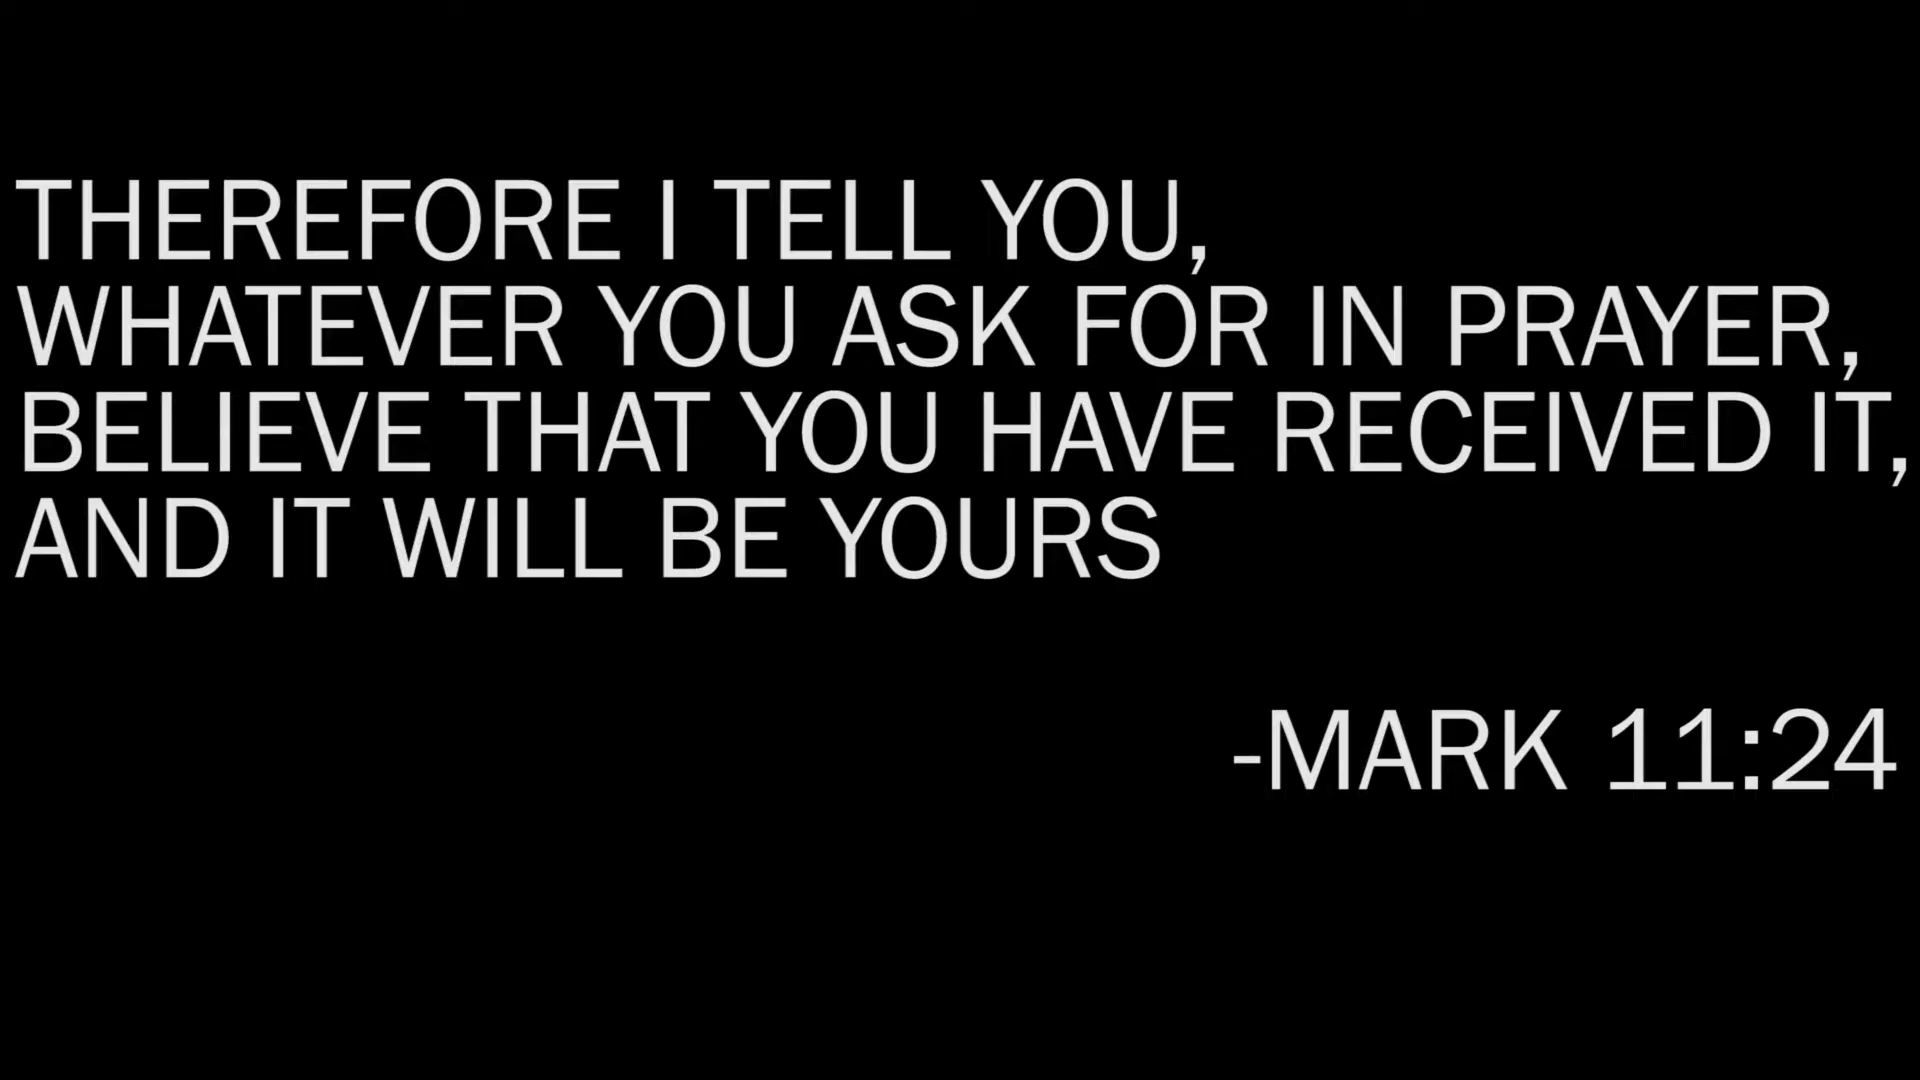 THEREFORE I TELL YOU,
WHATEVER YOU ASK FOR IN PRAYER,
BELIEVE THAT YOU HAVE RECEIVED IT,
AND IT WILL BE YOURS
-MARK 11:24